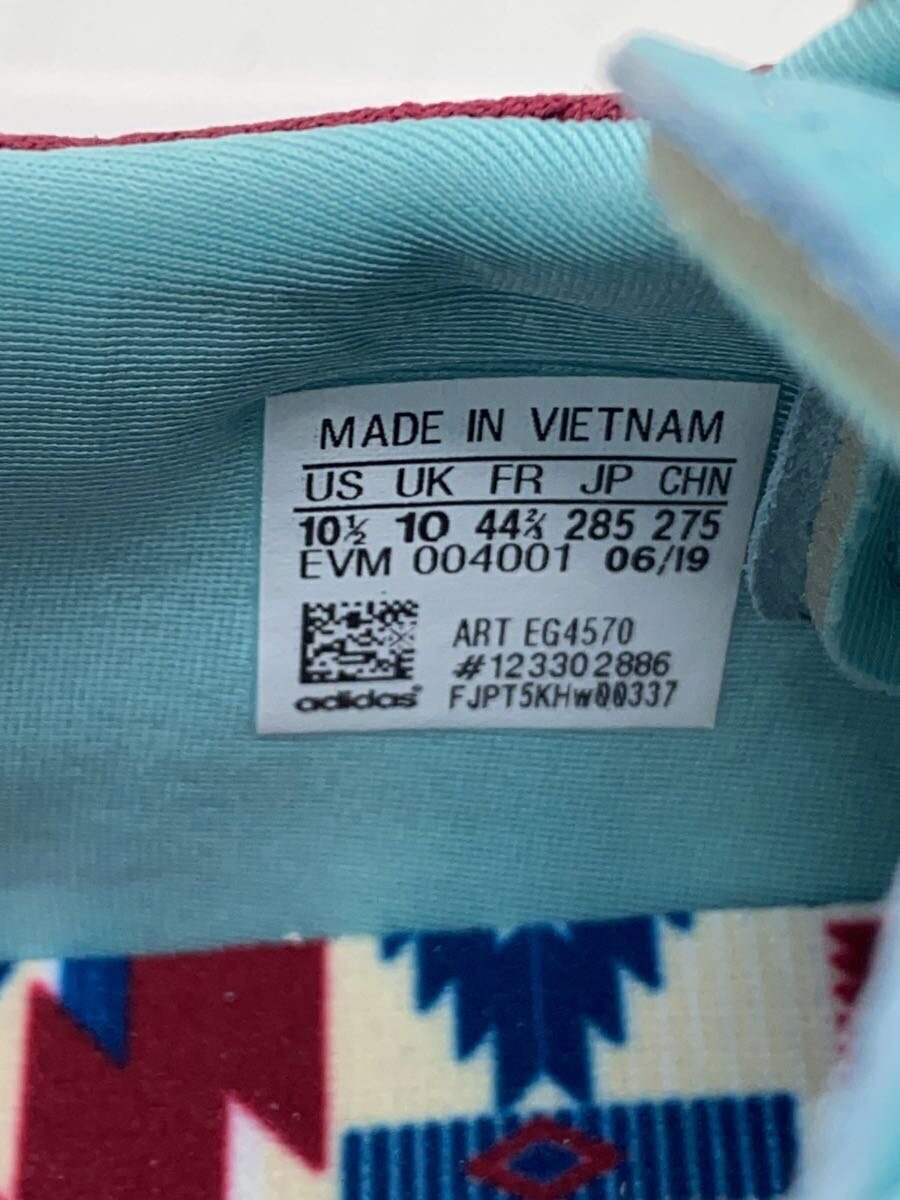 MADE IN VIETNAM
US UK FR JP CHN
10½ 10 44⅔ 285 275
EVM 004001 06/19
ART EG4570
#123302886
adidas FJPT5KHw00337